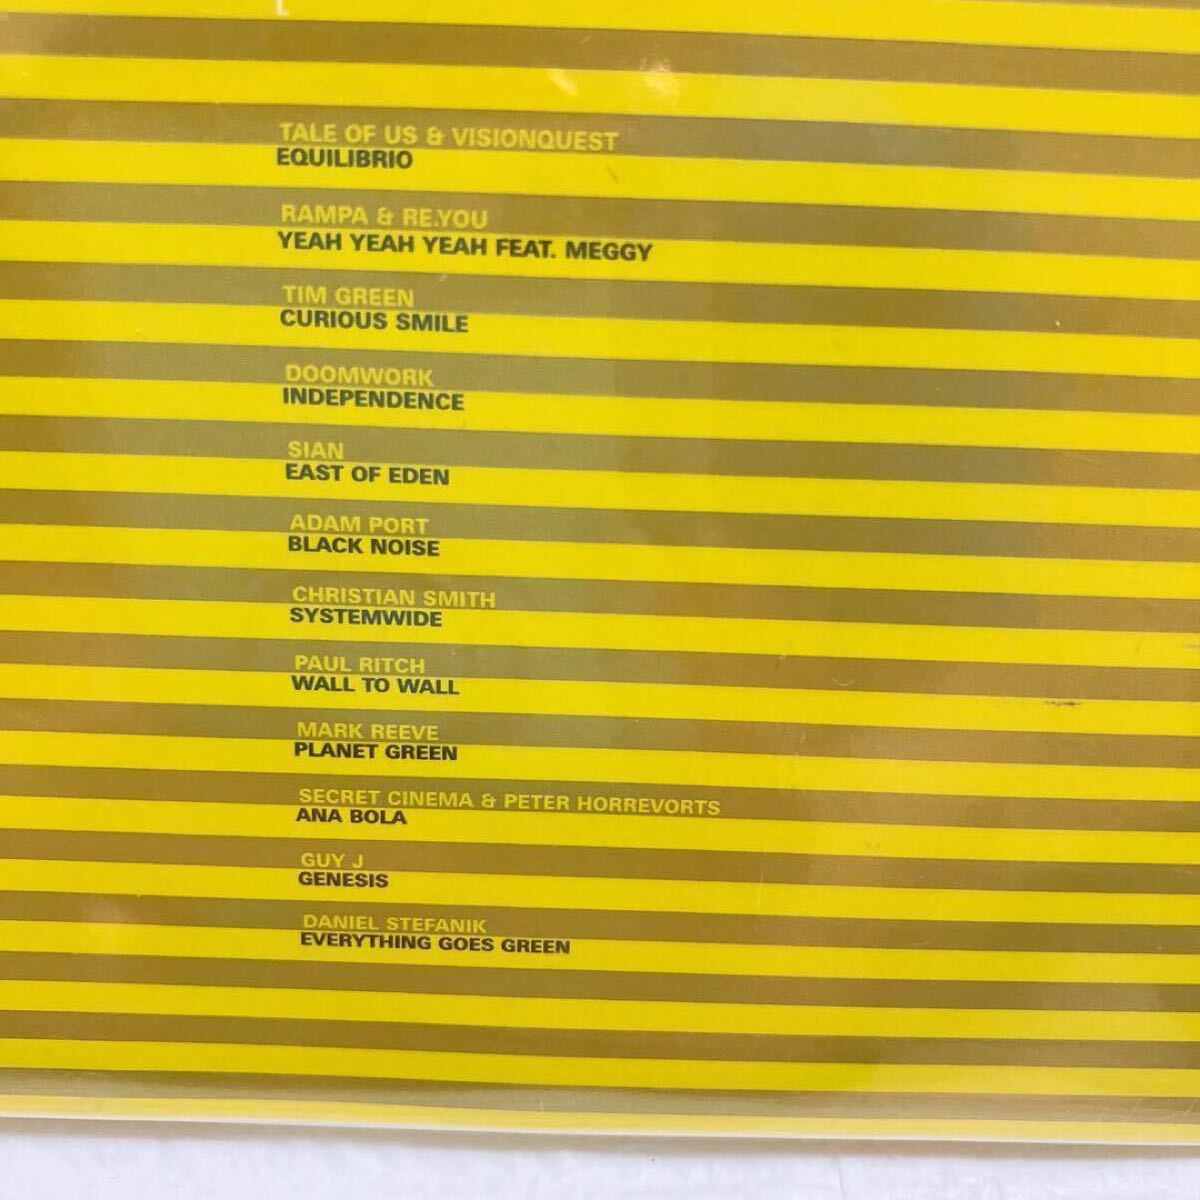 TALE OF US & VISIONQUEST
EQUILIBRIO
RAMPA & RE.YOU
YEAH YEAH YEAH FEAT. MEGGY
TIM GREEN
CURIOUS SMILE
DOOMWORK
INDEPENDENCE
SIAN
EAST OF EDEN
ADAM PORT
BLACK NOISE
CHRISTIAN SMITH
SYSTEMWIDE
PAUL RITCH
WALL TO WALL
MARK REEVE
PLANET GREEN
SECRET CINEMA & PETER HORREVORTS
ANA BOLA
GUY J
GENESIS
DANIEL STEFANIK
EVERYTHING GOES GREEN